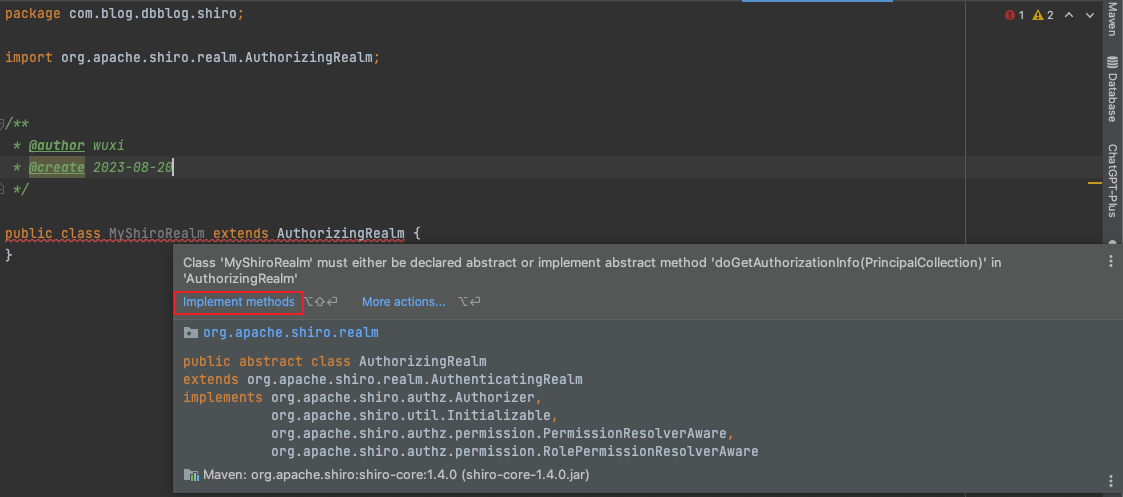 package com.blog.dbblog.shiro;
1 2
import org.apache.shiro.realm.AuthorizingRealm;
/**
* @author wuxi
* @create 2023-08-20
*/
public class MyShiroRealm extends AuthorizingRealm {
}
Class 'MyShiroRealm' must either be declared abstract or implement abstract method 'doGetAuthorizationInfo(PrincipalCollection)' in
'AuthorizingRealm'
Implement methods ⌥⇧⏎ More actions... ⌥⏎
org.apache.shiro.realm
public abstract class AuthorizingRealm
extends org.apache.shiro.realm.AuthenticatingRealm
implements org.apache.shiro.authz.Authorizer,
org.apache.shiro.util.Initializable,
org.apache.shiro.authz.permission.PermissionResolverAware,
org.apache.shiro.authz.permission.RolePermissionResolverAware
Maven: org.apache.shiro:shiro-core:1.4.0 (shiro-core-1.4.0.jar)
Maven
Database
ChatGPT-Plus